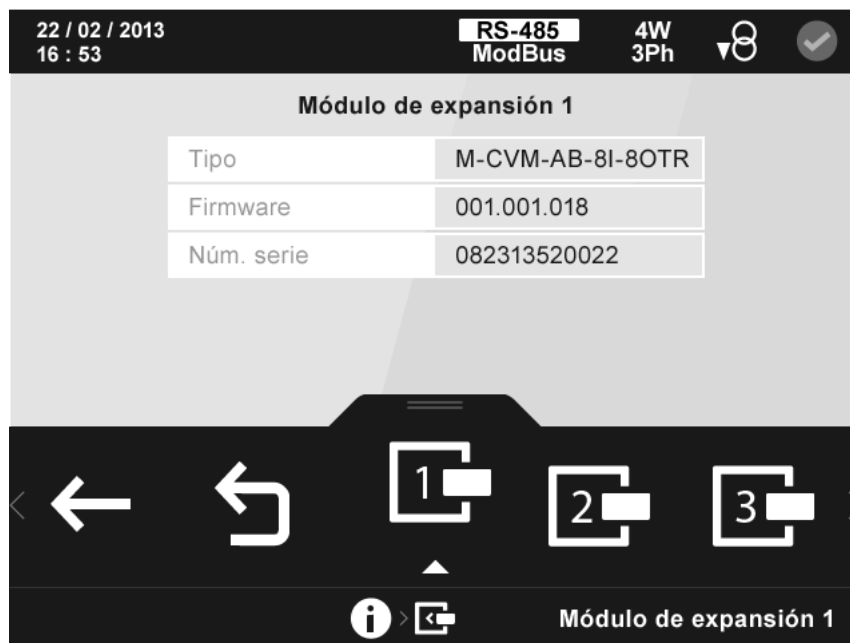 22 / 02 / 2013
16 : 53
RS-485
ModBus
4W
3Ph
Módulo de expansión 1
Tipo M-CVM-AB-8I-8OTR
Firmware 001.001.018
Núm. serie 082313520022
1 2 3
i > Módulo de expansión 1